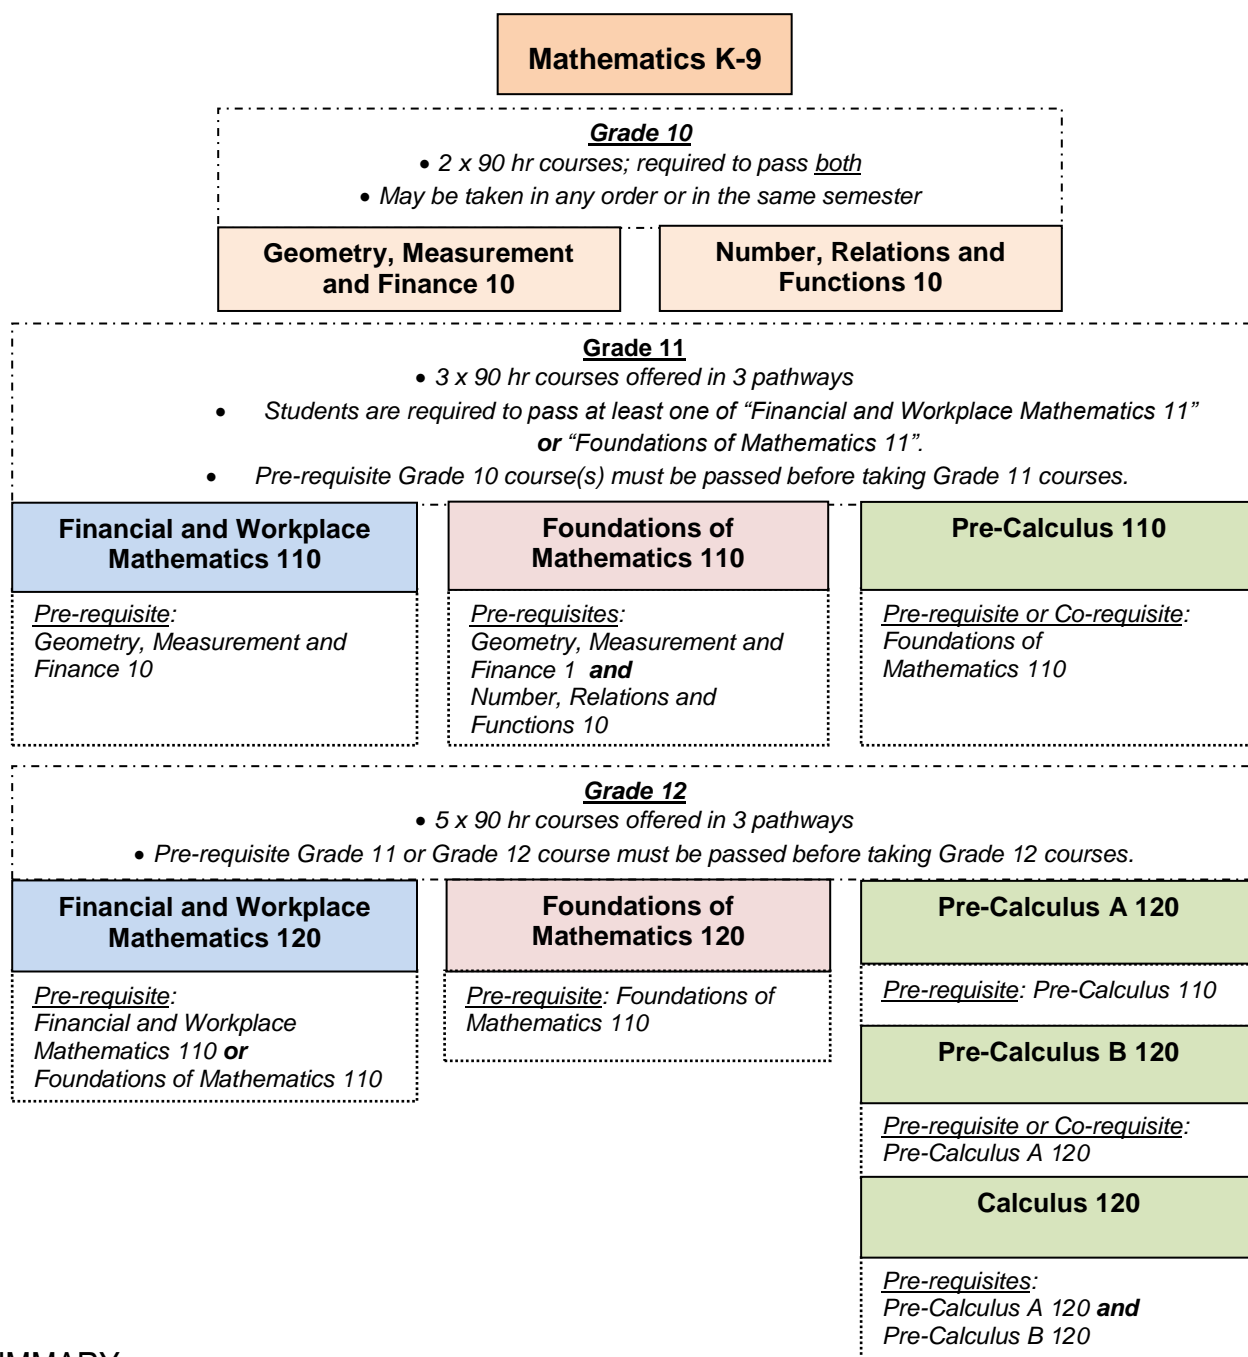 Mathematics K-9
Grade 10
• 2 x 90 hr courses; required to pass both
• May be taken in any order or in the same semester
Geometry, Measurement
and Finance 10
Number, Relations and
Functions 10
Grade 11
• 3 x 90 hr courses offered in 3 pathways
• Students are required to pass at least one of “Financial and Workplace Mathematics 11”
or “Foundations of Mathematics 11”.
• Pre-requisite Grade 10 course(s) must be passed before taking Grade 11 courses.
Financial and Workplace
Mathematics 110
Pre-requisite:
Geometry, Measurement and
Finance 10
Foundations of
Mathematics 110
Pre-requisites:
Geometry, Measurement and
Finance 1 and
Number, Relations and
Functions 10
Pre-Calculus 110
Pre-requisite or Co-requisite:
Foundations of
Mathematics 110
Grade 12
• 5 x 90 hr courses offered in 3 pathways
• Pre-requisite Grade 11 or Grade 12 course must be passed before taking Grade 12 courses.
Financial and Workplace
Mathematics 120
Pre-requisite:
Financial and Workplace
Mathematics 110 or
Foundations of Mathematics 110
Foundations of
Mathematics 120
Pre-requisite: Foundations of
Mathematics 110
Pre-Calculus A 120
Pre-requisite: Pre-Calculus 110
Pre-Calculus B 120
Pre-requisite or Co-requisite:
Pre-Calculus A 120
Calculus 120
Pre-requisites:
Pre-Calculus A 120 and
Pre-Calculus B 120